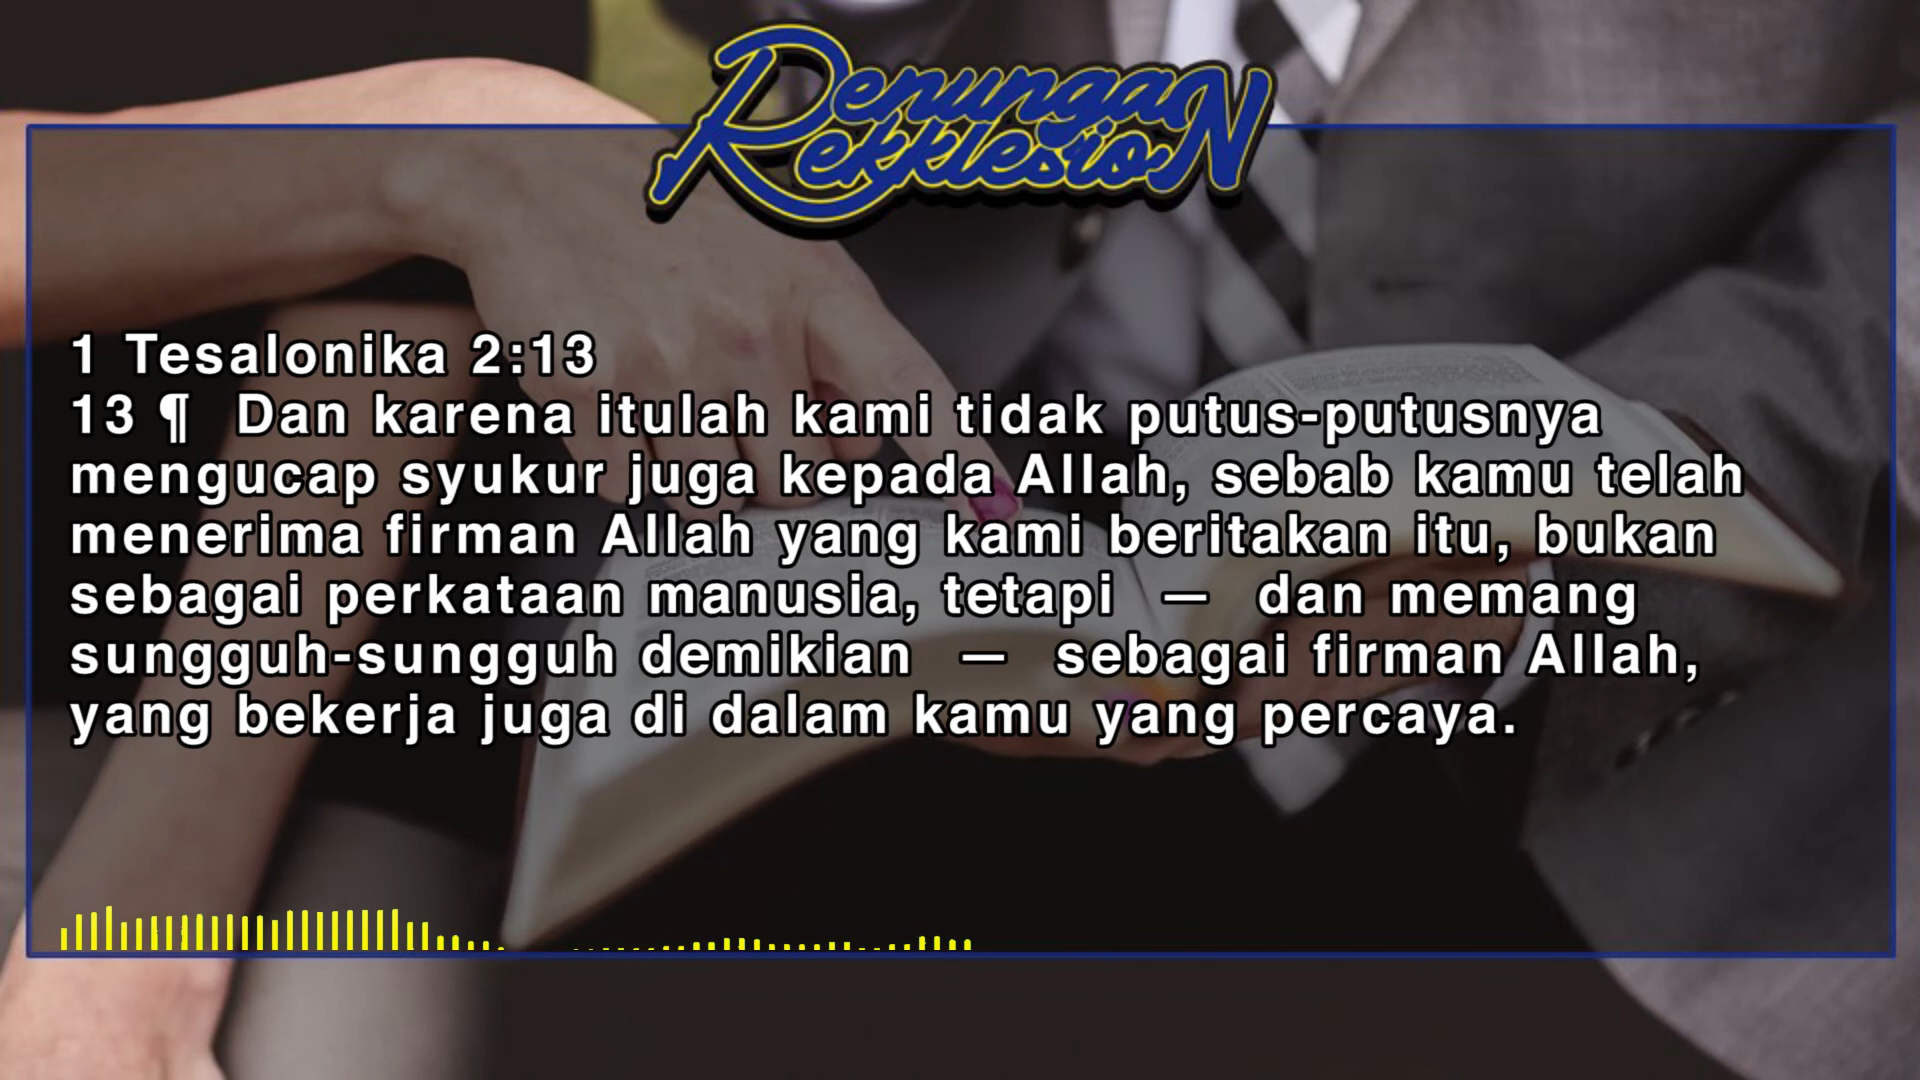 Renungan
Rekklesion
1 Tesalonika 2:13
13 ¶ Dan karena itulah kami tidak putus-putusnya
mengucap syukur juga kepada Allah, sebab kamu telah
menerima firman Allah yang kami beritakan itu, bukan
sebagai perkataan manusia, tetapi — dan memang
sungguh-sungguh demikian — sebagai firman Allah,
yang bekerja juga di dalam kamu yang percaya.